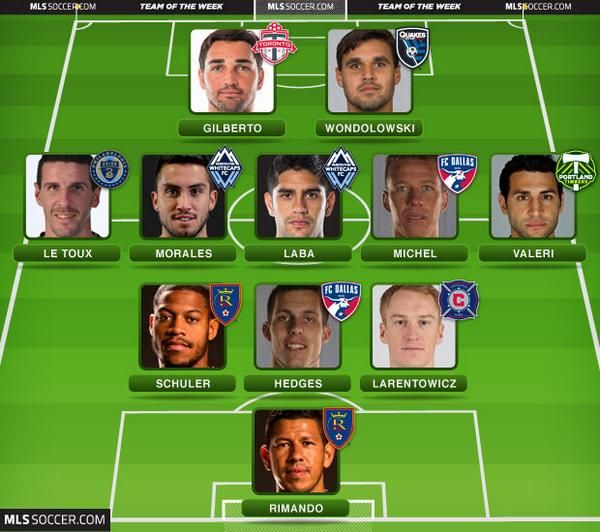 MLSSOCCER.COM TEAM OF THE WEEK MLSSOCCER.COM TEAM OF THE WEEK MLSSOCCER.COM
TORONTO QUAKES
GILBERTO WONDOLOWSKI
PHILADELPHIA UNION WHITECAPS FC WHITECAPS FC FC DALLAS PORTLAND TIMBERS
LE TOUX MORALES LABA MICHEL VALERI
FC DALLAS
SCHULER HEDGES LARENTOWICZ
RIMANDO
MLSSOCCER.COM